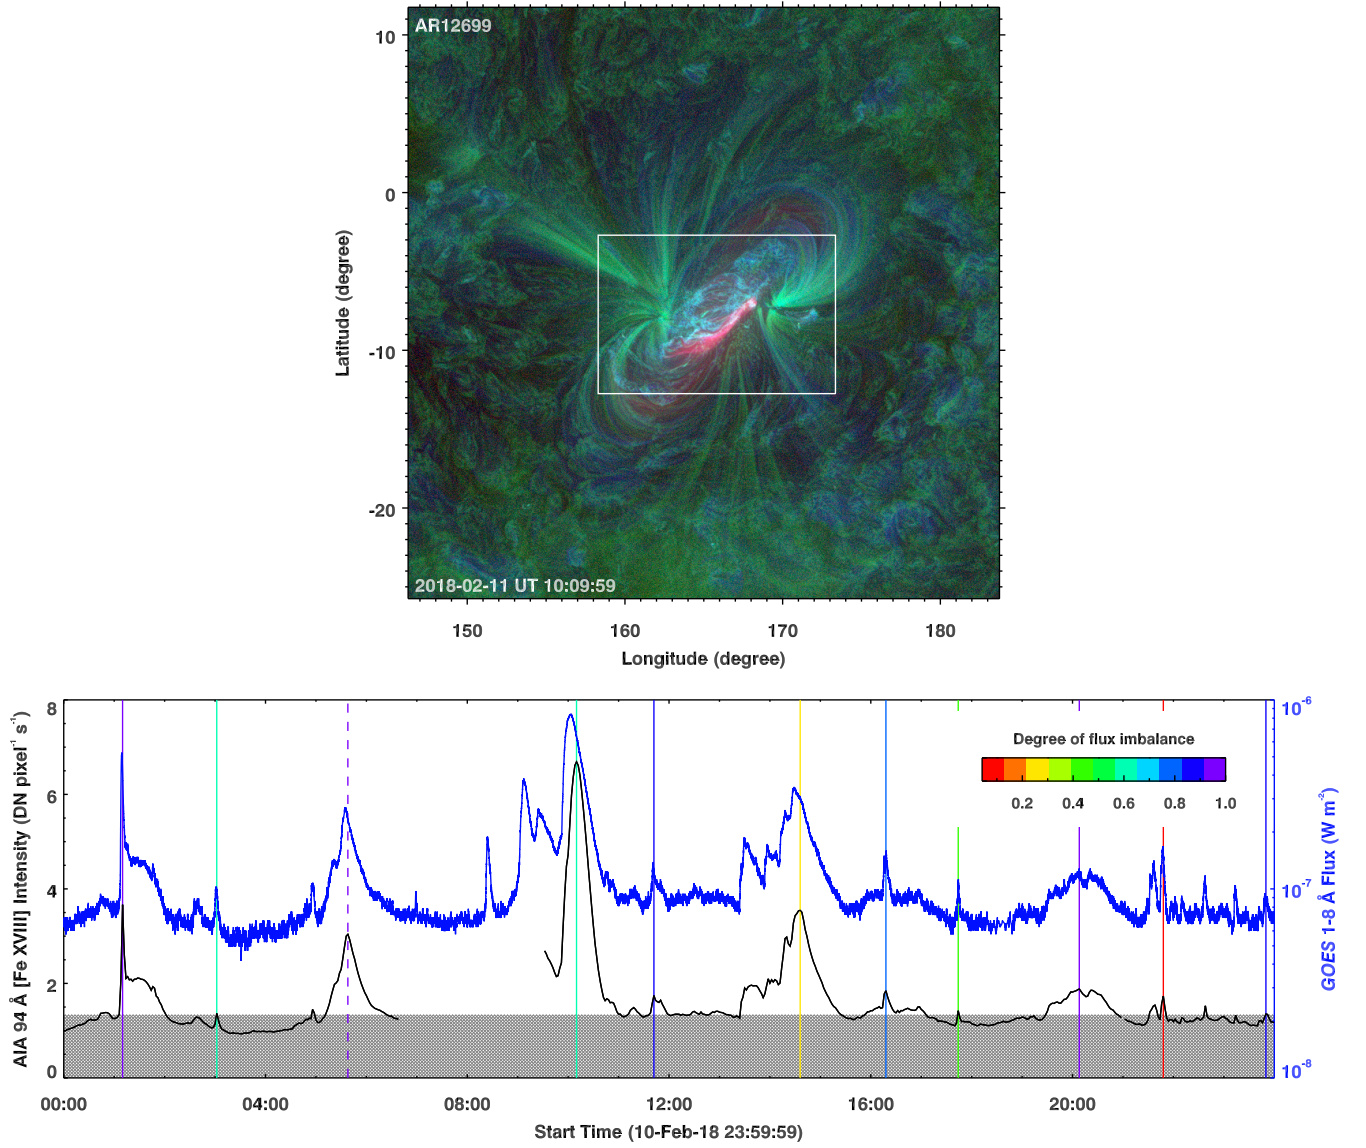 AR12699
10
0
-10
-20
Latitude (degree)
2018-02-11 UT 10:09:59
150 160 170 180
Longitude (degree)
8
6
4
2
0
AIA 94 Å [Fe XVIII] Intensity (DN pixel⁻¹ s⁻¹)
Degree of flux imbalance
0.2 0.4 0.6 0.8 1.0
10⁻⁶
10⁻⁷
10⁻⁸
GOES 1-8 Å Flux (W m⁻²)
00:00 04:00 08:00 12:00 16:00 20:00
Start Time (10-Feb-18 23:59:59)